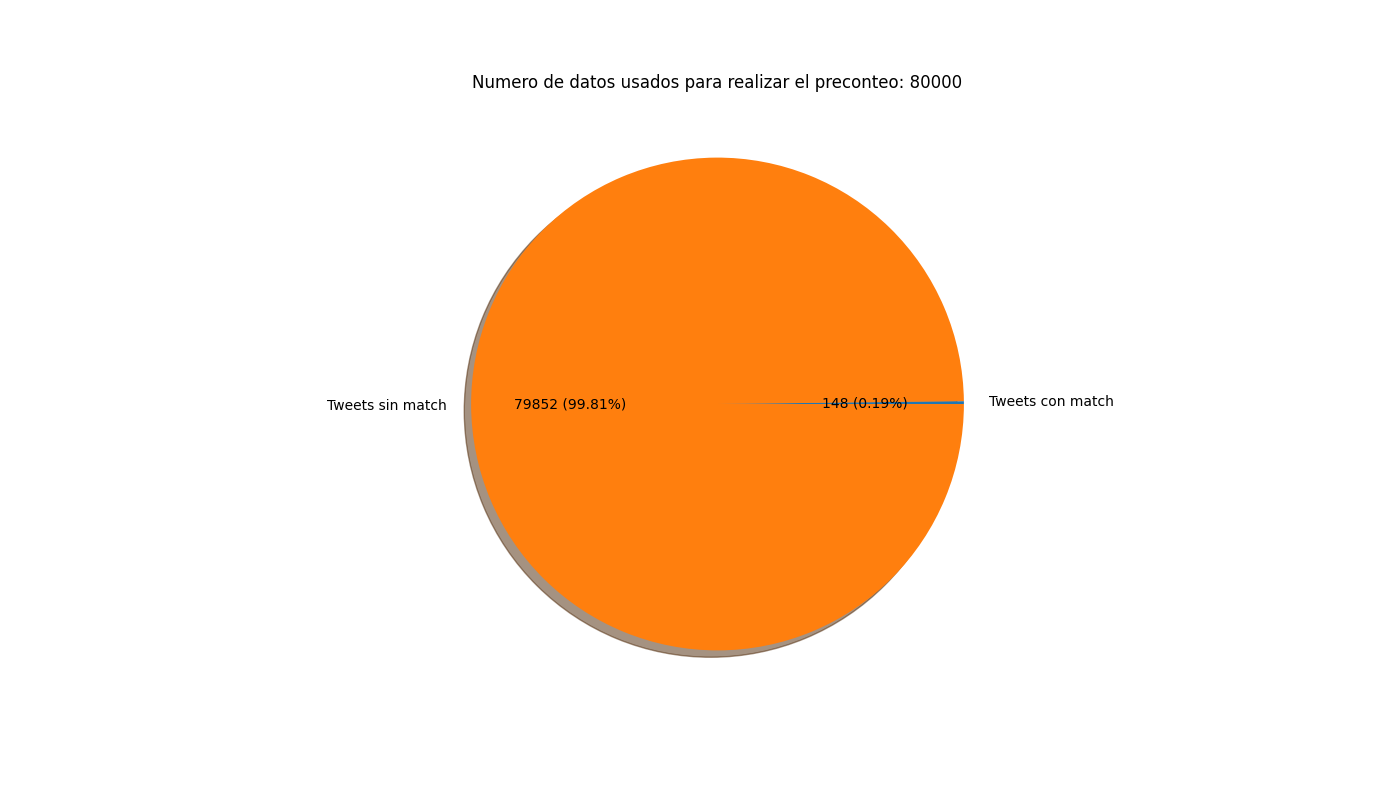 Numero de datos usados para realizar el preconteo: 80000
Tweets sin match
79852 (99.81%)
148 (0.19%)
Tweets con match